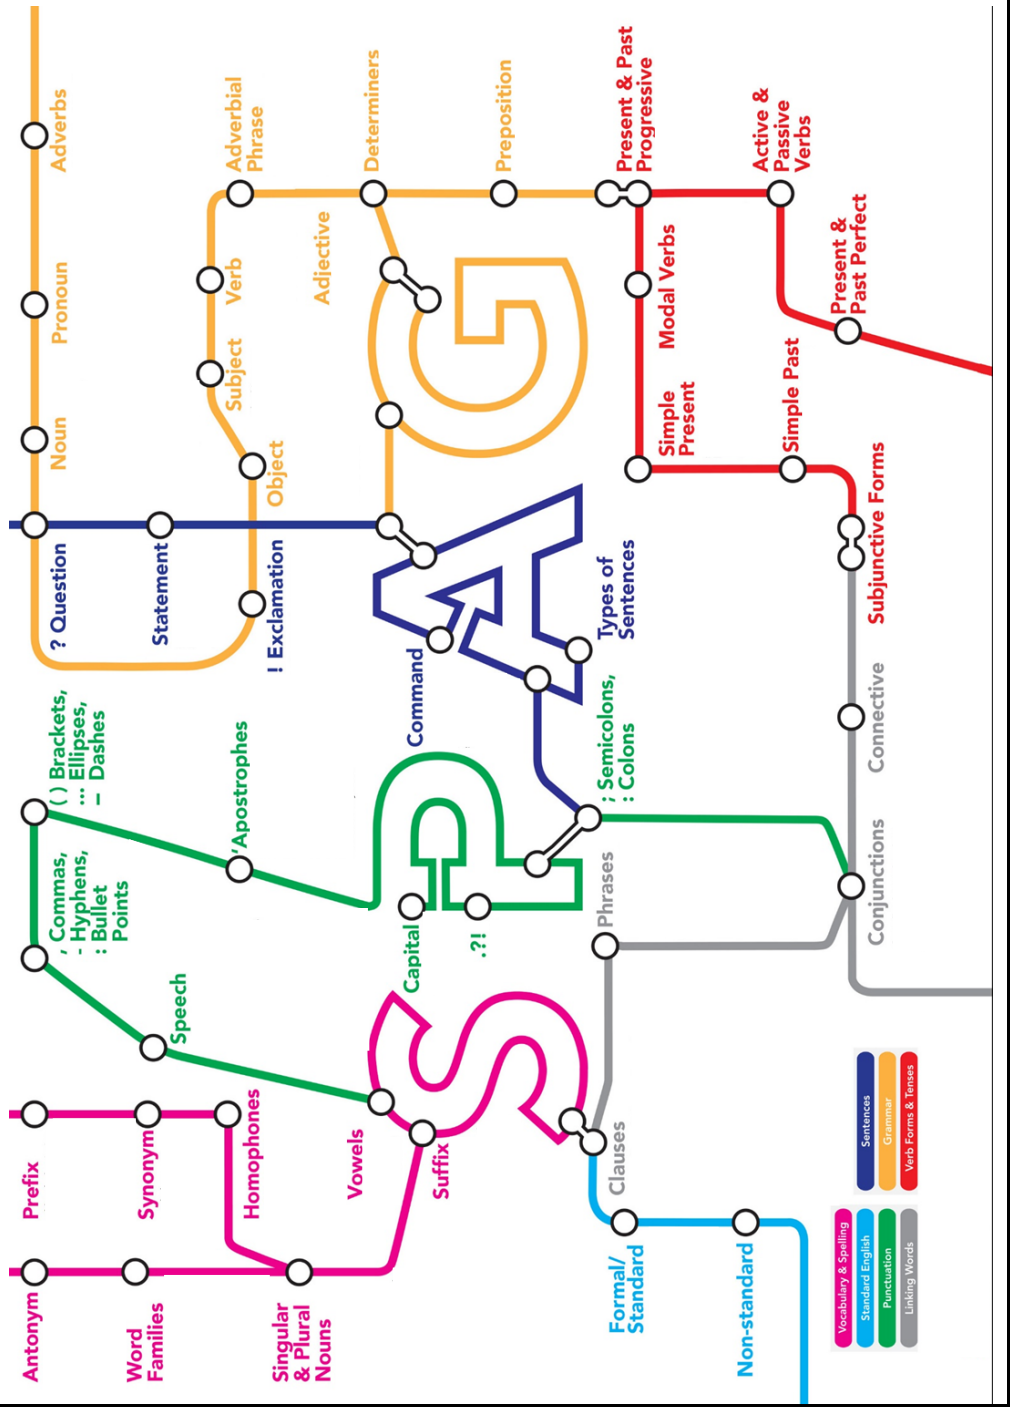 Antonym
Prefix
, Commas,
- Hyphens,
: Bullet
Points
( ) Brackets,
... Ellipses,
– Dashes
? Question
Noun
Pronoun
Adverbs
Word
Families
Synonym
Speech
Statement
Singular
& Plural
Nouns
Homophones
'Apostrophes
! Exclamation
Object
Subject
Verb
Adverbial
Phrase
Vowels
Adjective
Determiners
Suffix
Capital
Command
.?!
Preposition
SPAG
Formal/
Standard
Clauses
Phrases
; Semicolons,
: Colons
Types of
Sentences
Simple
Present
Modal Verbs
Present & Past
Progressive
Non-standard
Simple Past
Active &
Passive
Verbs
Conjunctions
Connective
Subjunctive Forms
Present &
Past Perfect
Vocabulary & Spelling
Standard English
Punctuation
Linking Words
Sentences
Grammar
Verb Forms & Tenses